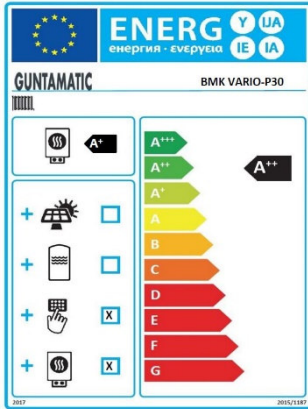 ENERG Y IJA
енергия · ενεργεια IE IA
GUNTAMATIC BMK VARIO-P30
A+
A+++
A++ A++
A+
A
B
C
D
E
F
G
+
+
+ X
+ X
2017 2015/1187